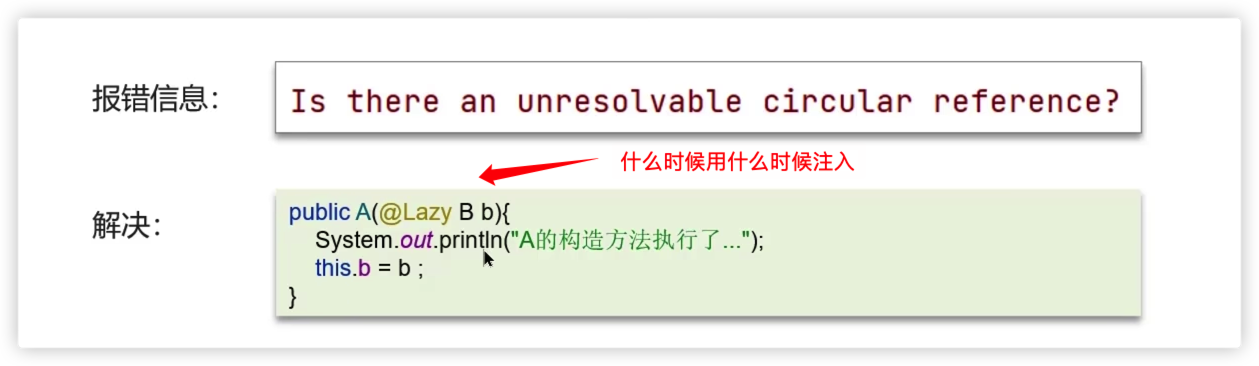 报错信息：
Is there an unresolvable circular reference?
什么时候用什么时候注入
解决：
public A(@Lazy B b){
System.out.println("A的构造方法执行了...");
this.b = b ;
}